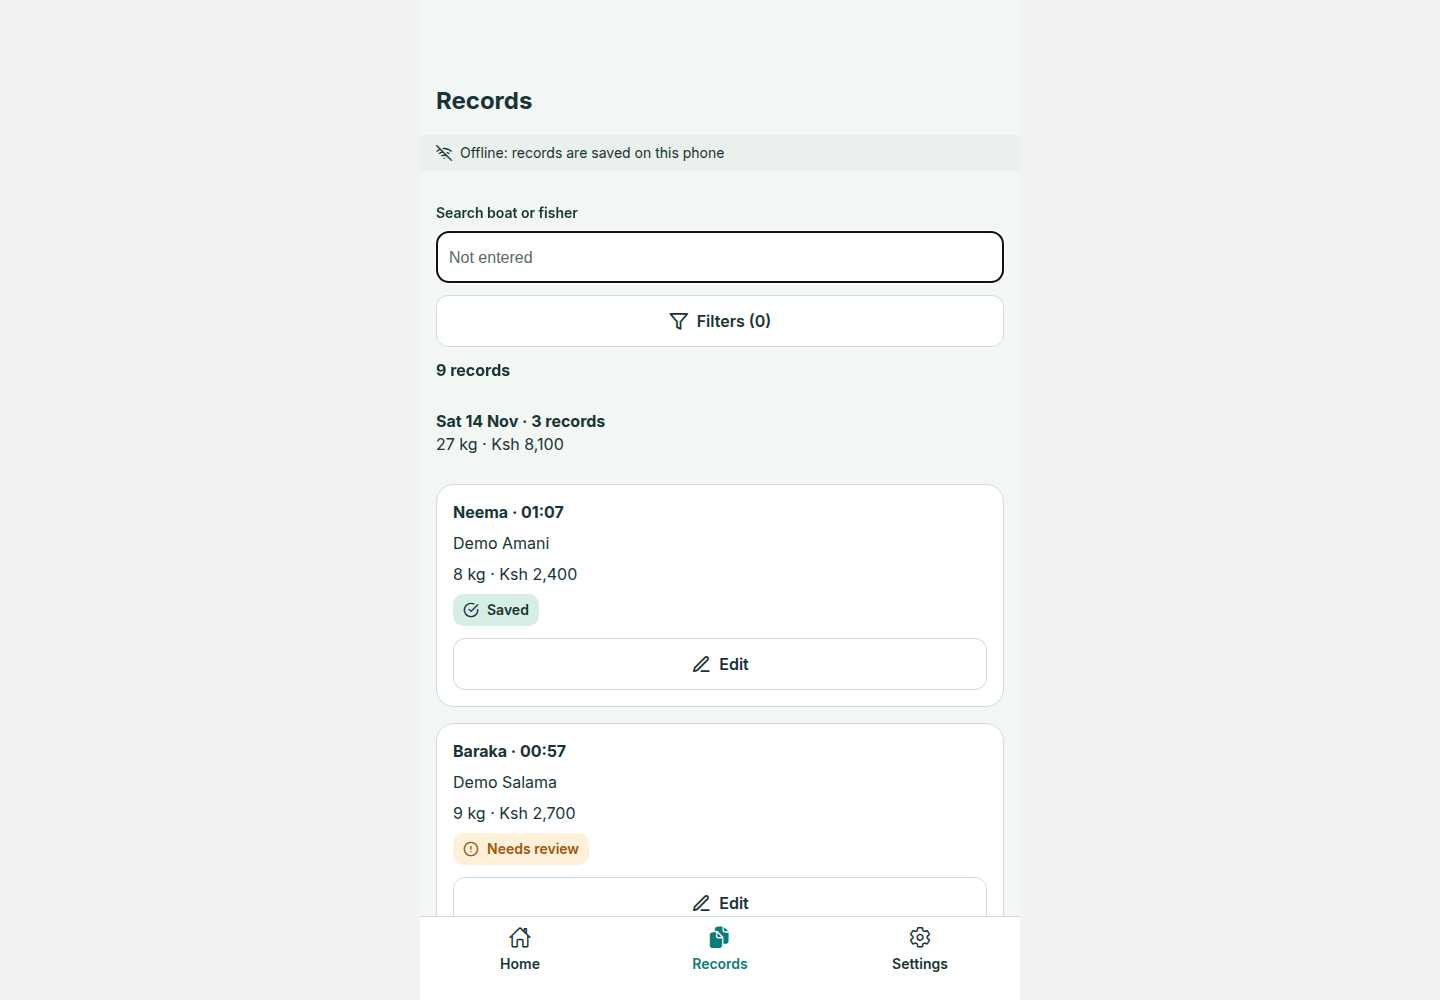 Records
Offline: records are saved on this phone
Search boat or fisher
Not entered
Filters (0)
9 records
Sat 14 Nov · 3 records
27 kg · Ksh 8,100
Neema · 01:07
Demo Amani
8 kg · Ksh 2,400
Saved
Edit
Baraka · 00:57
Demo Salama
9 kg · Ksh 2,700
Needs review
Edit
Home
Records
Settings